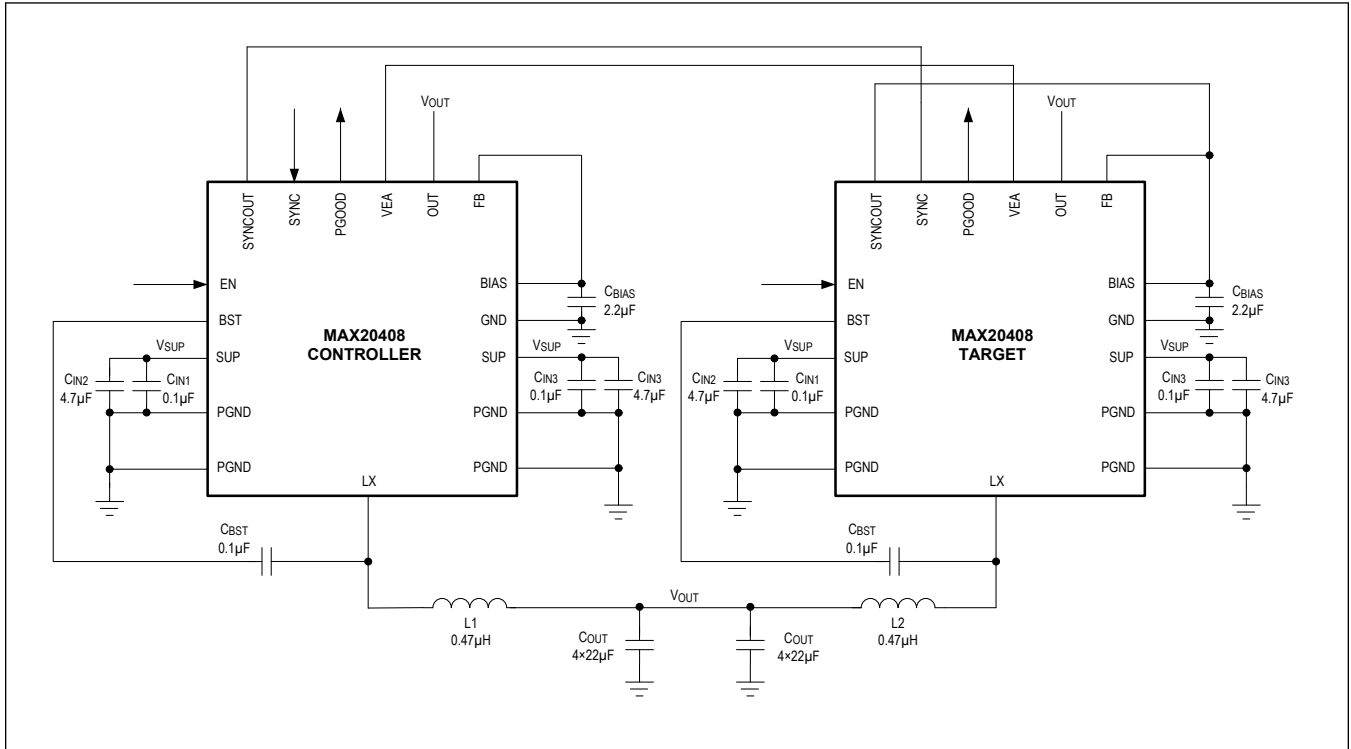 VOUT
VOUT
SYNCOUT
SYNC
PGOOD
VEA
OUT
FB
SYNCOUT
SYNC
PGOOD
VEA
OUT
FB
EN
BST
SUP
PGND
PGND
MAX20408
CONTROLLER
BIAS
GND
SUP
PGND
PGND
LX
CBIAS
2.2µF
VSUP
CIN2
4.7µF
CIN1
0.1µF
VSUP
CIN3
0.1µF
CIN3
4.7µF
EN
BST
SUP
PGND
PGND
MAX20408
TARGET
BIAS
GND
SUP
PGND
PGND
LX
CBIAS
2.2µF
VSUP
CIN2
4.7µF
CIN1
0.1µF
VSUP
CIN3
0.1µF
CIN3
4.7µF
CBST
0.1µF
CBST
0.1µF
VOUT
L1
0.47µH
L2
0.47µH
COUT
4×22µF
COUT
4×22µF